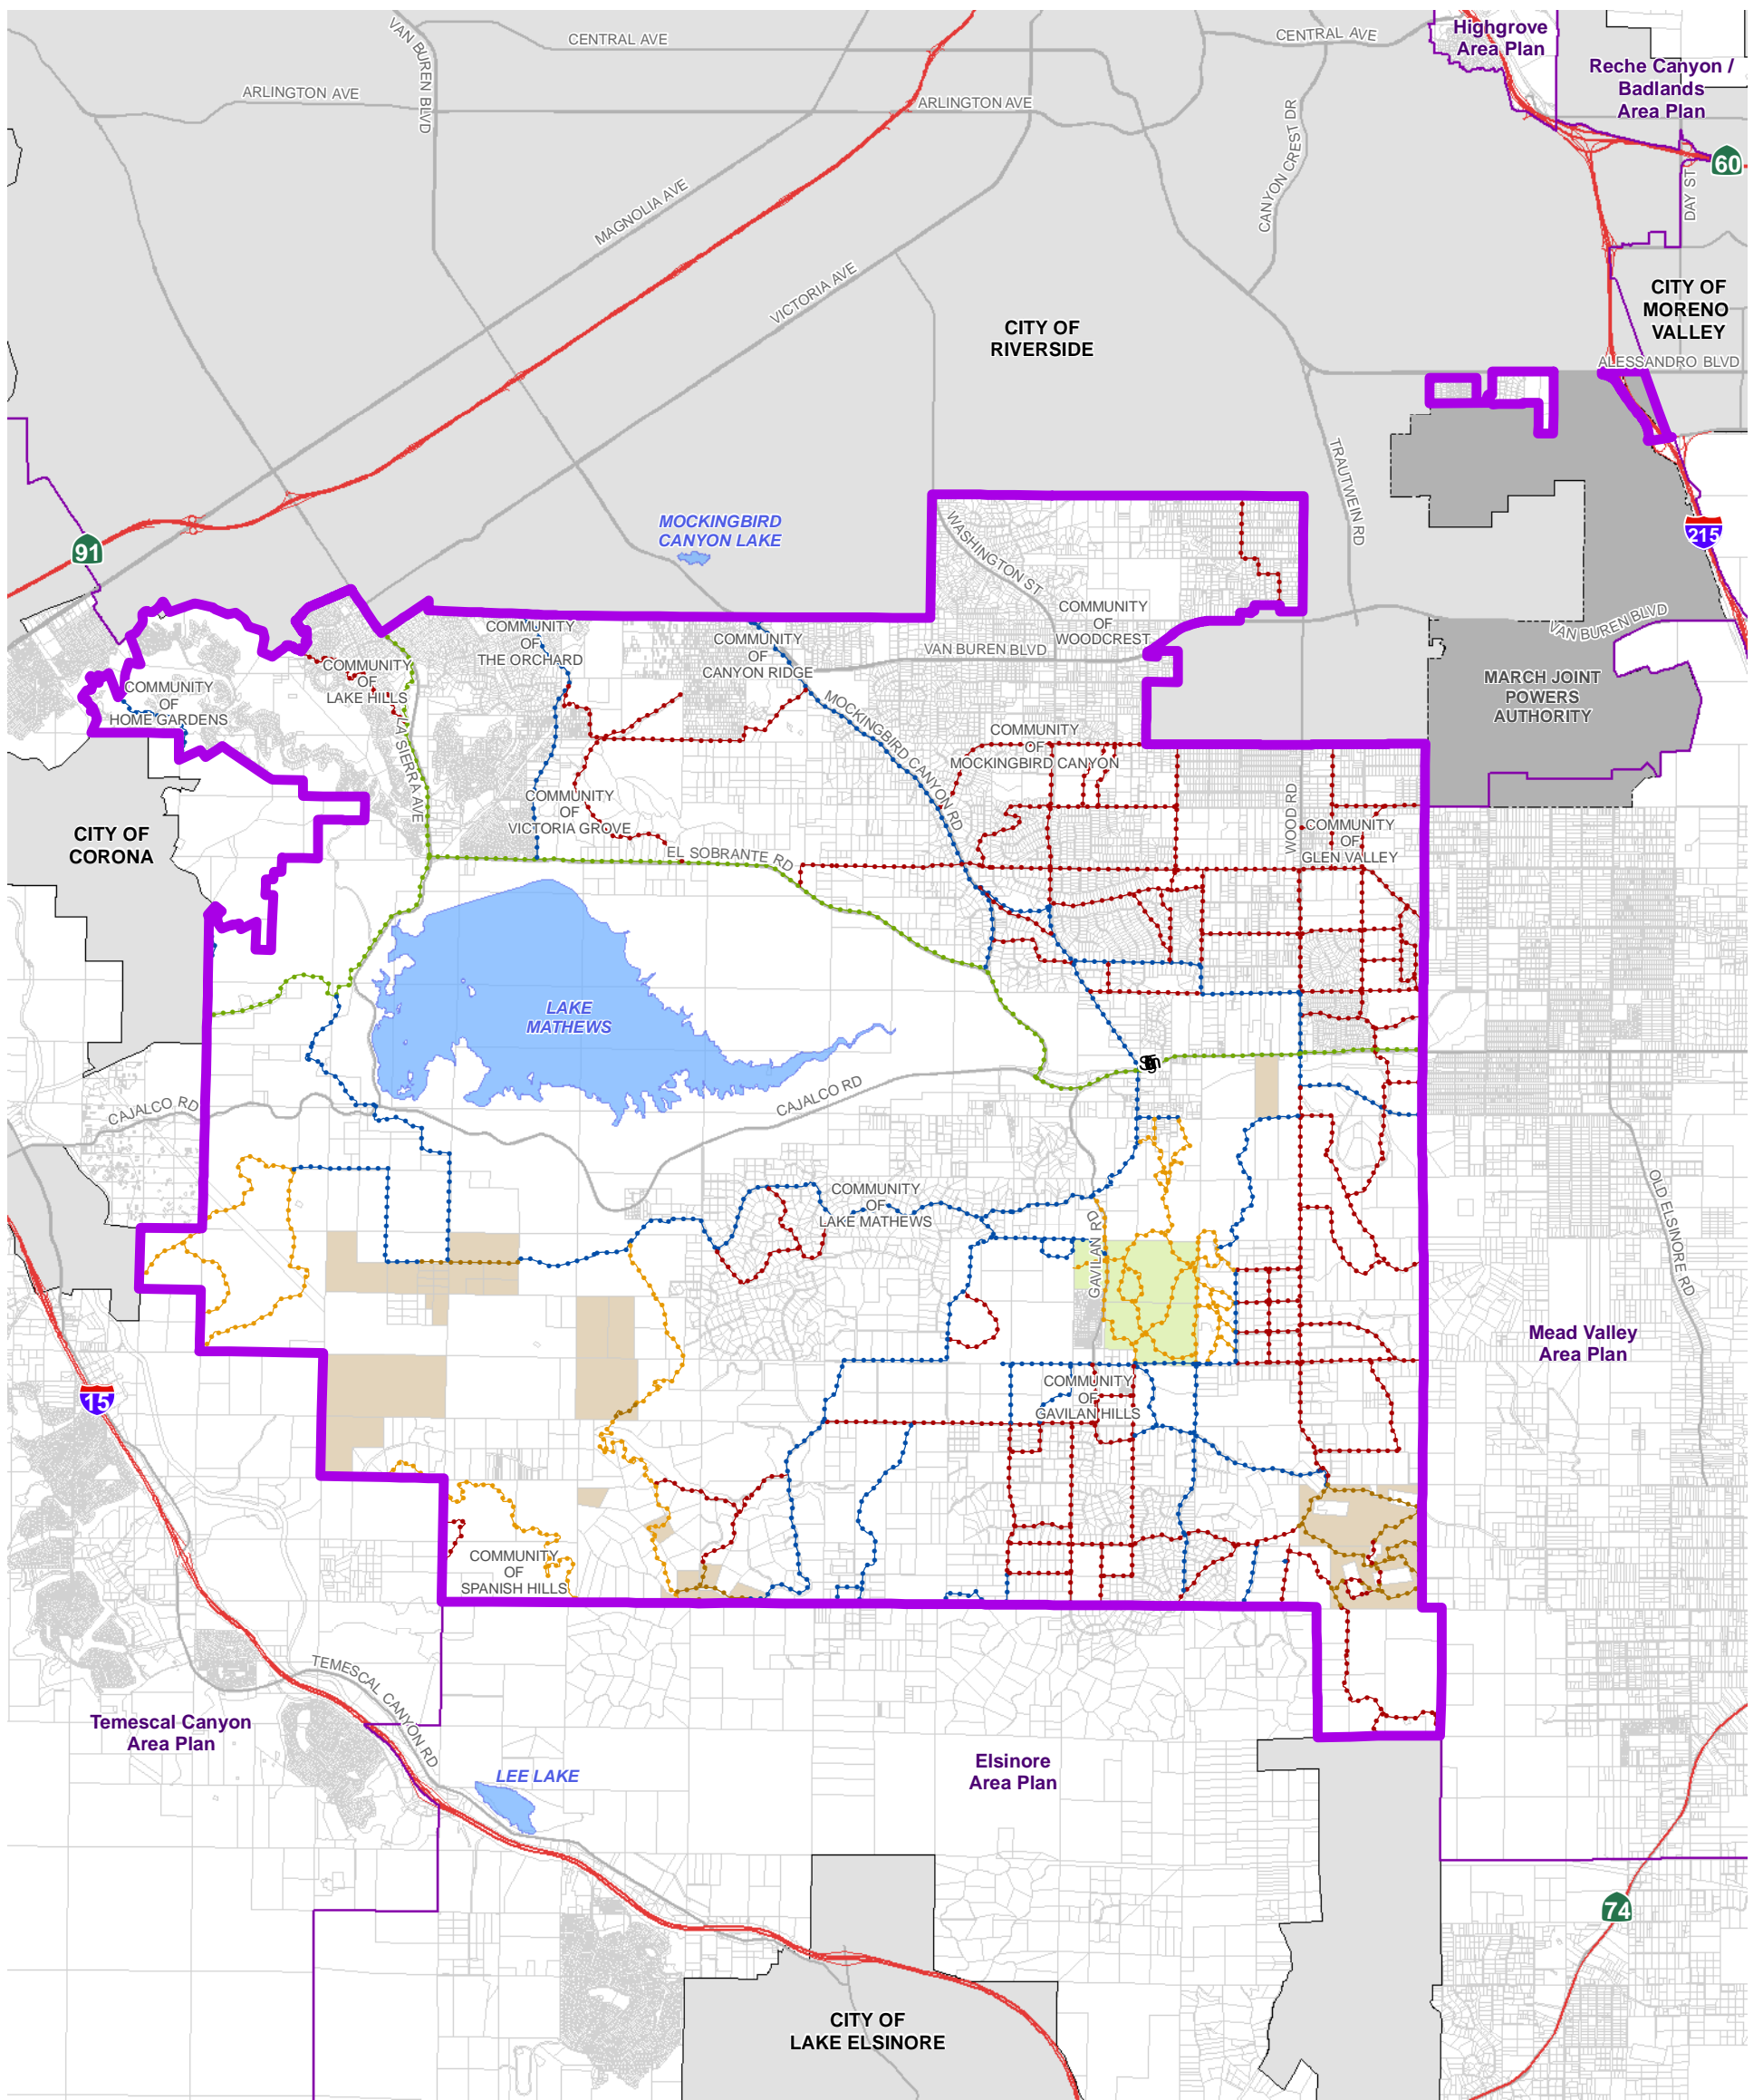 VAN BUREN BLVD
CENTRAL AVE
CENTRAL AVE
Highgrove
Area Plan
Reche Canyon /
Badlands
Area Plan
ARLINGTON AVE
ARLINGTON AVE
CANYON CREST DR
60
DAY ST
MAGNOLIA AVE
VICTORIA AVE
CITY OF
RIVERSIDE
CITY OF
MORENO
VALLEY
ALESSANDRO BLVD
TRAUTWEIN RD
91
MOCKINGBIRD
CANYON LAKE
WASHINGTON ST
215
COMMUNITY
OF
WOODCREST
VAN BUREN BLVD
COMMUNITY
OF
THE ORCHARD
COMMUNITY
OF
CANYON RIDGE
VAN BUREN BLVD
COMMUNITY
OF
LAKE HILLS
COMMUNITY
OF
HOME GARDENS
MARCH JOINT
POWERS
AUTHORITY
LA SIERRA AVE
MOCKINGBIRD CANYON RD
COMMUNITY
OF
MOCKINGBIRD CANYON
COMMUNITY
OF
VICTORIA GROVE
WOOD RD
COMMUNITY
OF
GLEN VALLEY
CITY OF
CORONA
EL SOBRANTE RD
LAKE
MATHEWS
CAJALCO RD
CAJALCO RD
COMMUNITY
OF
LAKE MATHEWS
GAVILAN RD
OLD ELSINORE RD
Mead Valley
Area Plan
15
COMMUNITY
OF
GAVILAN HILLS
COMMUNITY
OF
SPANISH HILLS
TEMESCAL CANYON RD
Temescal Canyon
Area Plan
LEE LAKE
Elsinore
Area Plan
74
CITY OF
LAKE ELSINORE